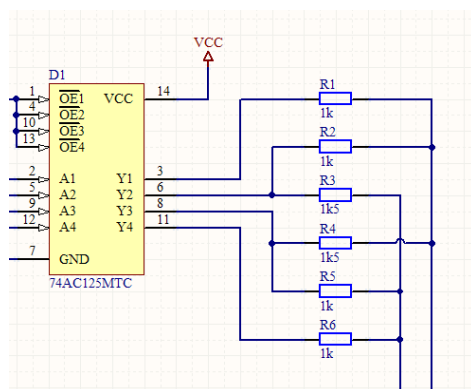 VCC
D1
1 OE1 VCC 14
4 OE2
10 OE3
13 OE4
2 A1 Y1 3
5 A2 Y2 6
9 A3 Y3 8
12 A4 Y4 11
7 GND
74AC125MTC
R1
1k
R2
1k
R3
1k5
R4
1k5
R5
1k
R6
1k